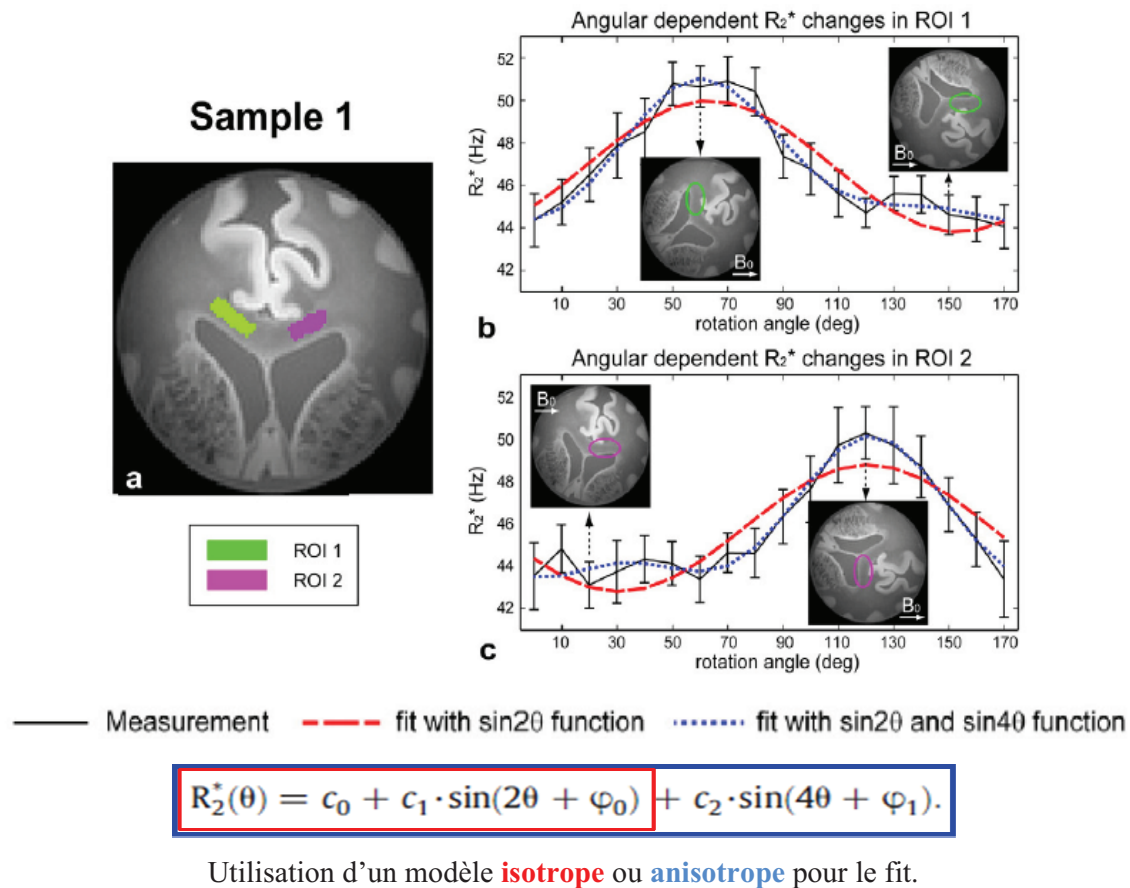 Sample 1
a
ROI 1
ROI 2
Angular dependent R₂* changes in ROI 1
R₂* (Hz)
52
50
48
46
44
42
B₀
B₀
10 30 50 70 90 110 130 150 170
b
rotation angle (deg)
Angular dependent R₂* changes in ROI 2
R₂* (Hz)
52
50
48
46
44
42
B₀
B₀
10 30 50 70 90 110 130 150 170
c
rotation angle (deg)
Measurement
fit with sin2θ function
fit with sin2θ and sin4θ function
R₂*(θ) = c₀ + c₁·sin(2θ + φ₀) + c₂·sin(4θ + φ₁).
Utilisation d’un modèle isotrope ou anisotrope pour le fit.